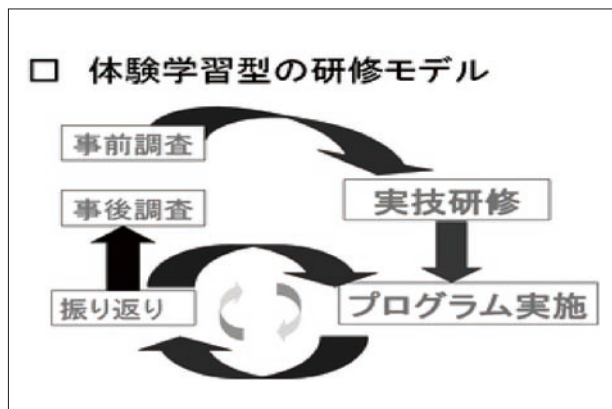 □ 体験学習型の研修モデル
事前調査
事後調査
実技研修
振り返り
プログラム実施